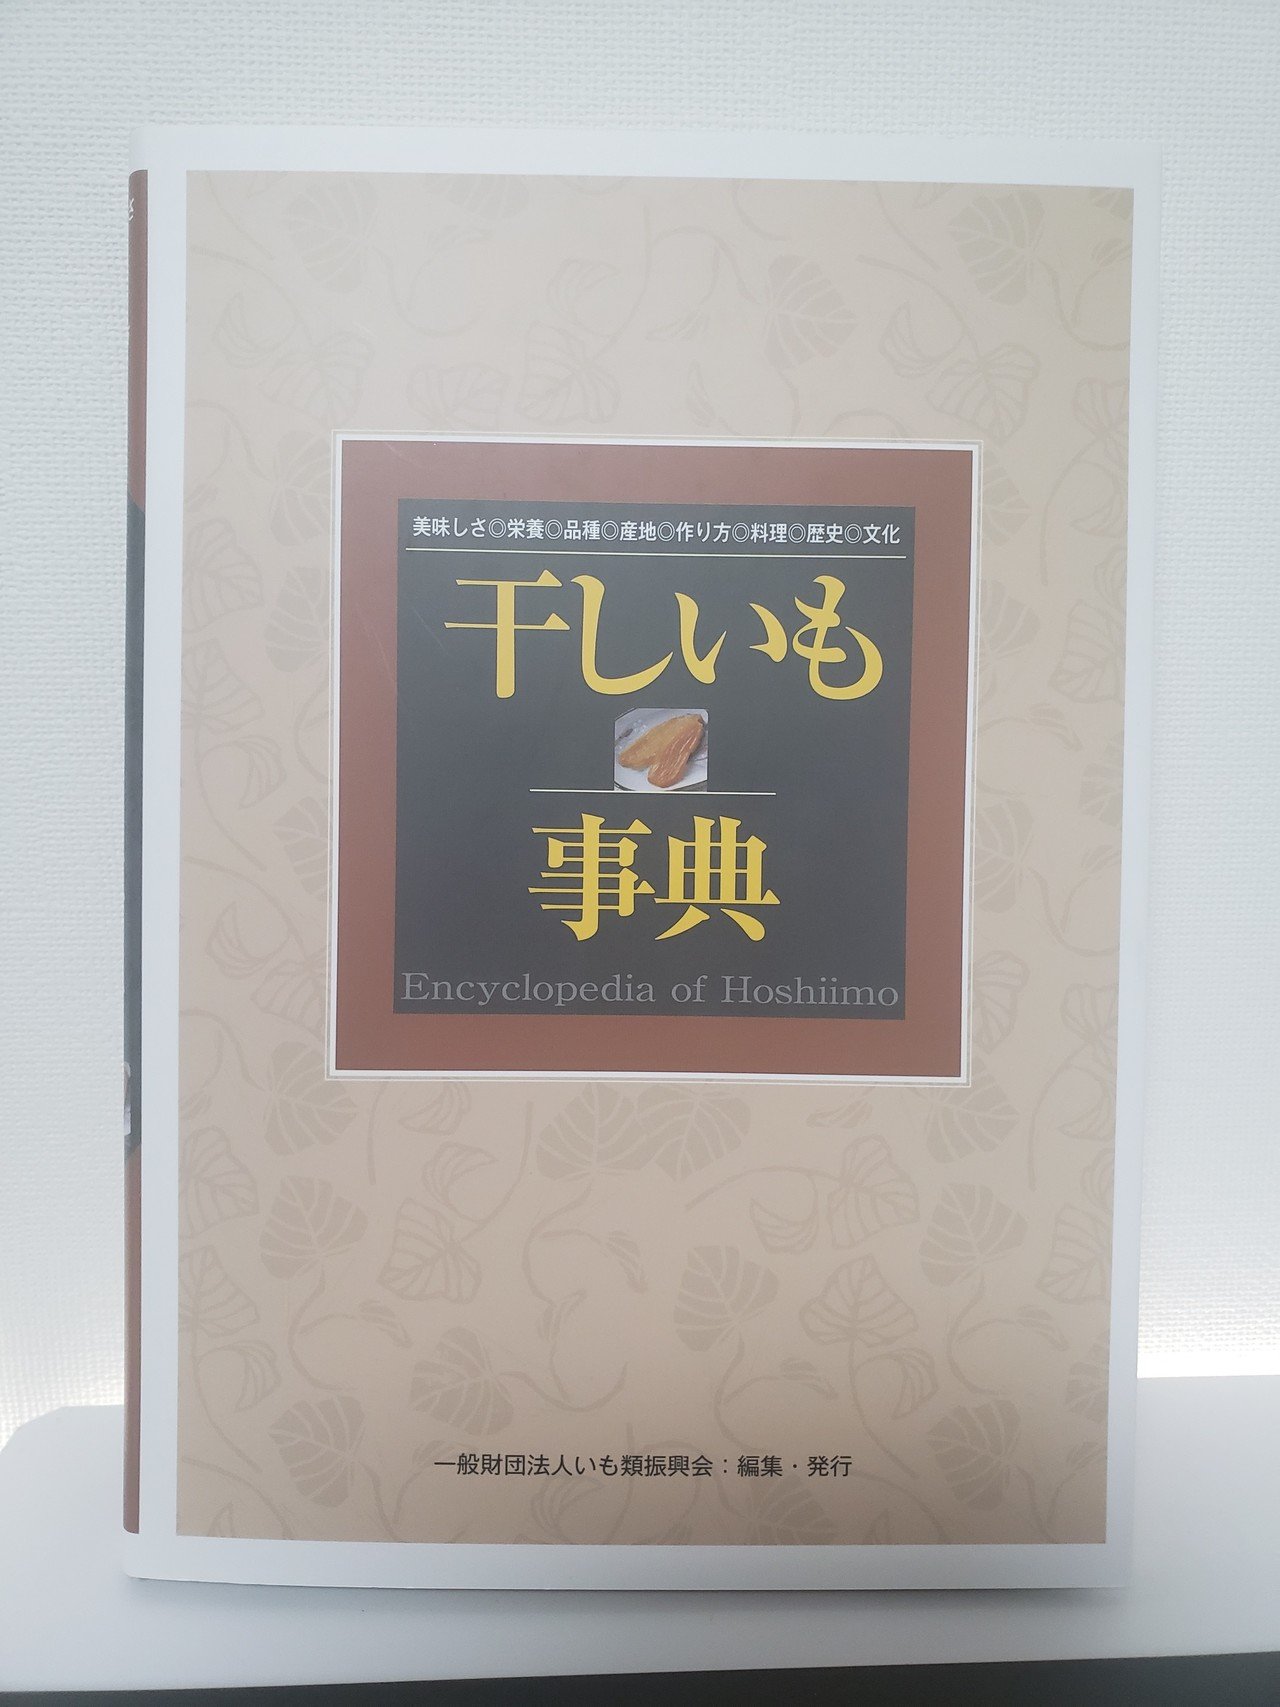 美味しさ◎栄養◎品種◎産地◎作り方◎料理◎歴史◎文化
干しいも
事典
Encyclopedia of Hoshiimo
一般財団法人いも類振興会：編集・発行